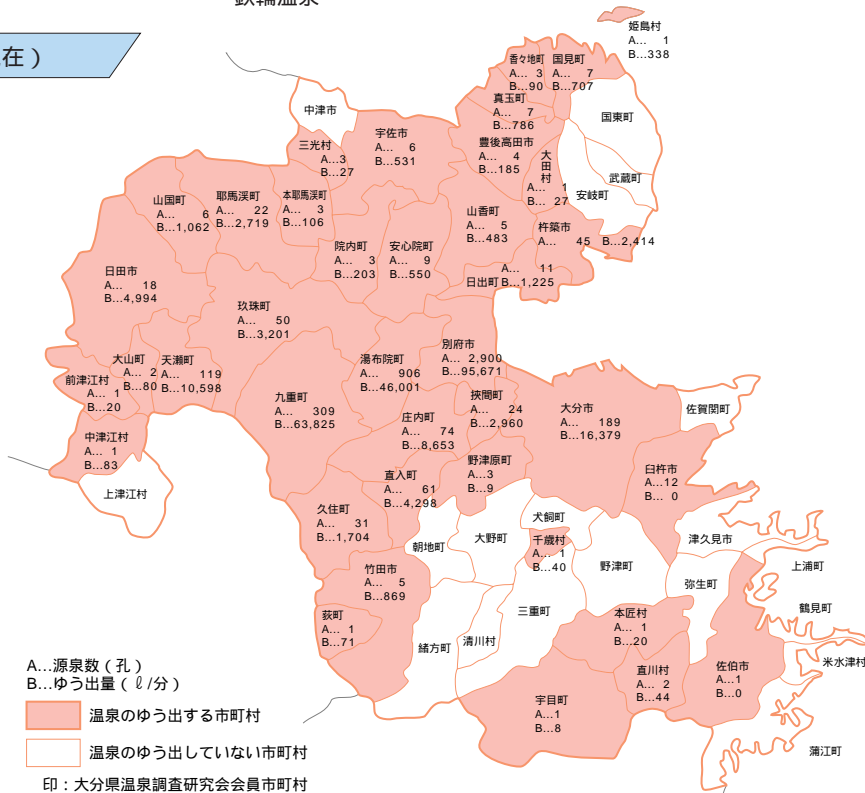 鉄輪温泉
在）
姫島村
A… 1
B…338
香々地町
A… 3
B…90
国見町
A… 7
B…707
真玉町
A… 7
B…786
国東町
中津市
宇佐市
A… 6
B…531
豊後高田市
A… 4
B…185
大田村
A… 1
B… 27
武蔵町
安岐町
三光村
A…3
B…27
山国町
A… 6
B…1,062
耶馬渓町
A… 22
B…2,719
本耶馬渓町
A… 3
B…106
山香町
A… 5
B…483
杵築市
A… 45 B…2,414
院内町
A… 3
B…203
安心院町
A… 9
B…550
日出町
A… 11
B…1,225
日田市
A… 18
B…4,994
玖珠町
A… 50
B…3,201
別府市
A… 2,900
B…95,671
湯布院町
A… 906
B…46,001
大山町
A… 2
B…80
天瀬町
A… 119
B…10,598
前津江村
A… 1
B…20
九重町
A… 309
B…63,825
挾間町
A… 24
B…2,960
大分市
A… 189
B…16,379
佐賀関町
庄内町
A… 74
B…8,653
中津江村
A… 1
B…83
野津原町
A…3
B…9
臼杵市
A…12
B… 0
直入町
A… 61
B…4,298
上津江村
久住町
A… 31
B…1,704
犬飼町
大野町
朝地町
千歳村
A… 1
B…40
津久見市
野津町
上浦町
竹田市
A… 5
B…869
弥生町
鶴見町
三重町
本匠村
A… 1
B…20
荻町
A… 1
B…71
緒方町
清川村
米水津村
直川村
A… 2
B…44
佐伯市
A…1
B…0
宇目町
A…1
B…8
蒲江町
A…源泉数（孔）
B…ゆう出量（ℓ/分）
温泉のゆう出する市町村
温泉のゆう出していない市町村
印：大分県温泉調査研究会会員市町村